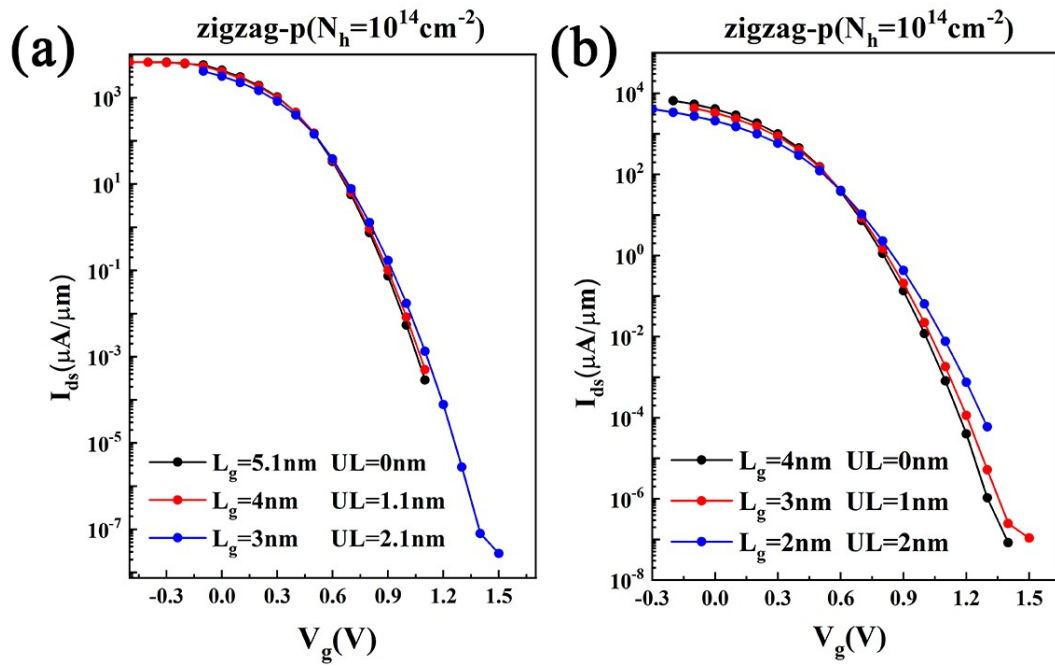 (a)
zigzag-p(N_h=10^14cm^-2)
I_ds(μA/μm)
10^3
10^1
10^-1
10^-3
10^-5
10^-7
L_g=5.1nm UL=0nm
L_g=4nm UL=1.1nm
L_g=3nm UL=2.1nm
-0.3 0.0 0.3 0.6 0.9 1.2 1.5
V_g(V)
(b)
zigzag-p(N_h=10^14cm^-2)
I_ds(μA/μm)
10^4
10^2
10^0
10^-2
10^-4
10^-6
10^-8
L_g=4nm UL=0nm
L_g=3nm UL=1nm
L_g=2nm UL=2nm
-0.3 0.0 0.3 0.6 0.9 1.2 1.5
V_g(V)